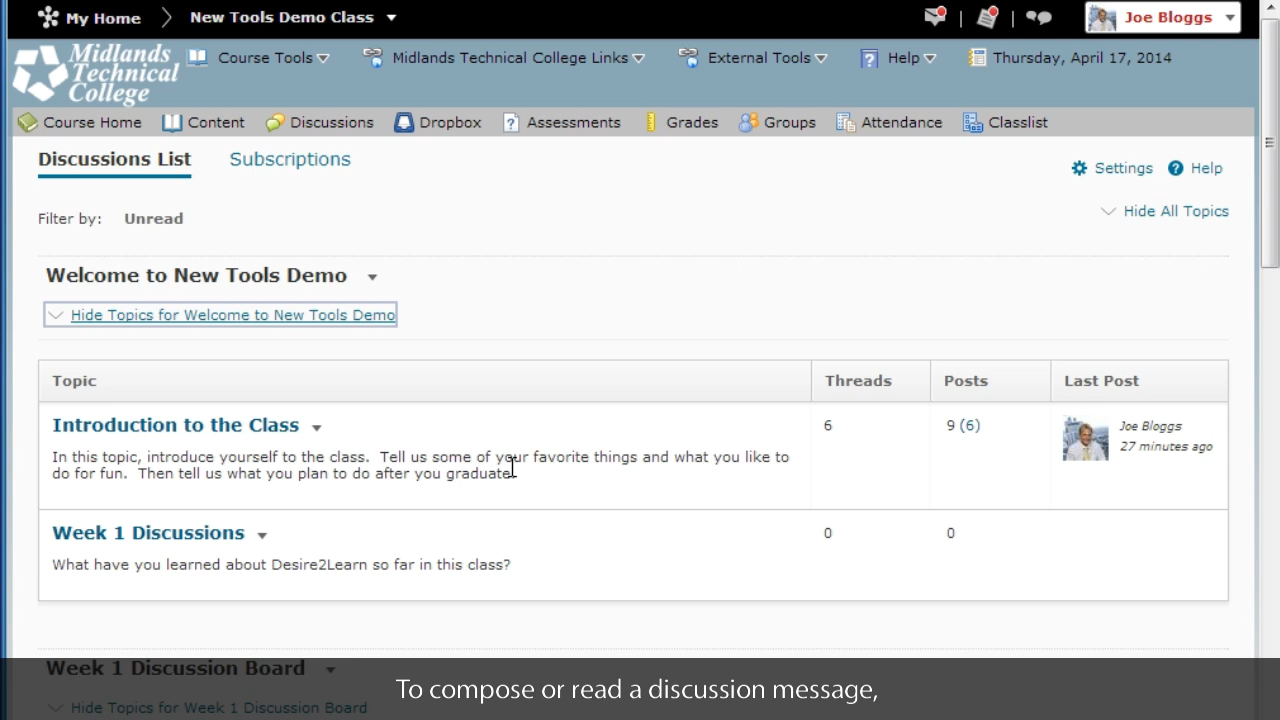 My Home
New Tools Demo Class
Joe Bloggs
Midlands
Technical
College
Course Tools
Midlands Technical College Links
External Tools
Help
Thursday, April 17, 2014
Course Home
Content
Discussions
Dropbox
Assessments
Grades
Groups
Attendance
Classlist
Discussions List
Subscriptions
Settings
Help
Filter by: Unread
Hide All Topics
Welcome to New Tools Demo
Hide Topics for Welcome to New Tools Demo
Topic
Threads
Posts
Last Post
Introduction to the Class
6
9 (6)
Joe Bloggs
27 minutes ago
In this topic, introduce yourself to the class.  Tell us some of your favorite things and what you like to
do for fun.  Then tell us what you plan to do after you graduate.
Week 1 Discussions
0
0
What have you learned about Desire2Learn so far in this class?
Week 1 Discussion Board
To compose or read a discussion message,
Hide Topics for Week 1 Discussion Board